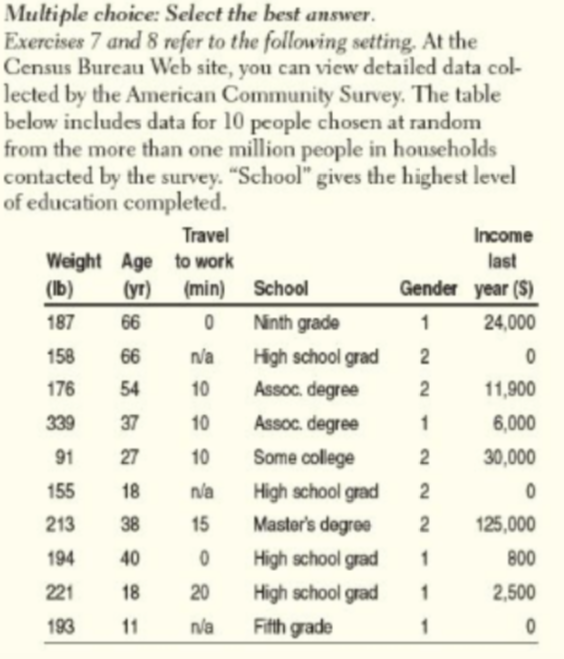 Multiple choice: Select the best answer.
Exercises 7 and 8 refer to the following setting. At the
Census Bureau Web site, you can view detailed data col-
lected by the American Community Survey. The table
below includes data for 10 people chosen at random
from the more than one million people in households
contacted by the survey. “School” gives the highest level
of education completed.
Travel Income
Weight Age to work last
(lb) (yr) (min) School Gender year ($)
187 66 0 Ninth grade 1 24,000
158 66 n/a High school grad 2 0
176 54 10 Assoc. degree 2 11,900
339 37 10 Assoc. degree 1 6,000
91 27 10 Some college 2 30,000
155 18 n/a High school grad 2 0
213 38 15 Master's degree 2 125,000
194 40 0 High school grad 1 800
221 18 20 High school grad 1 2,500
193 11 n/a Fifth grade 1 0